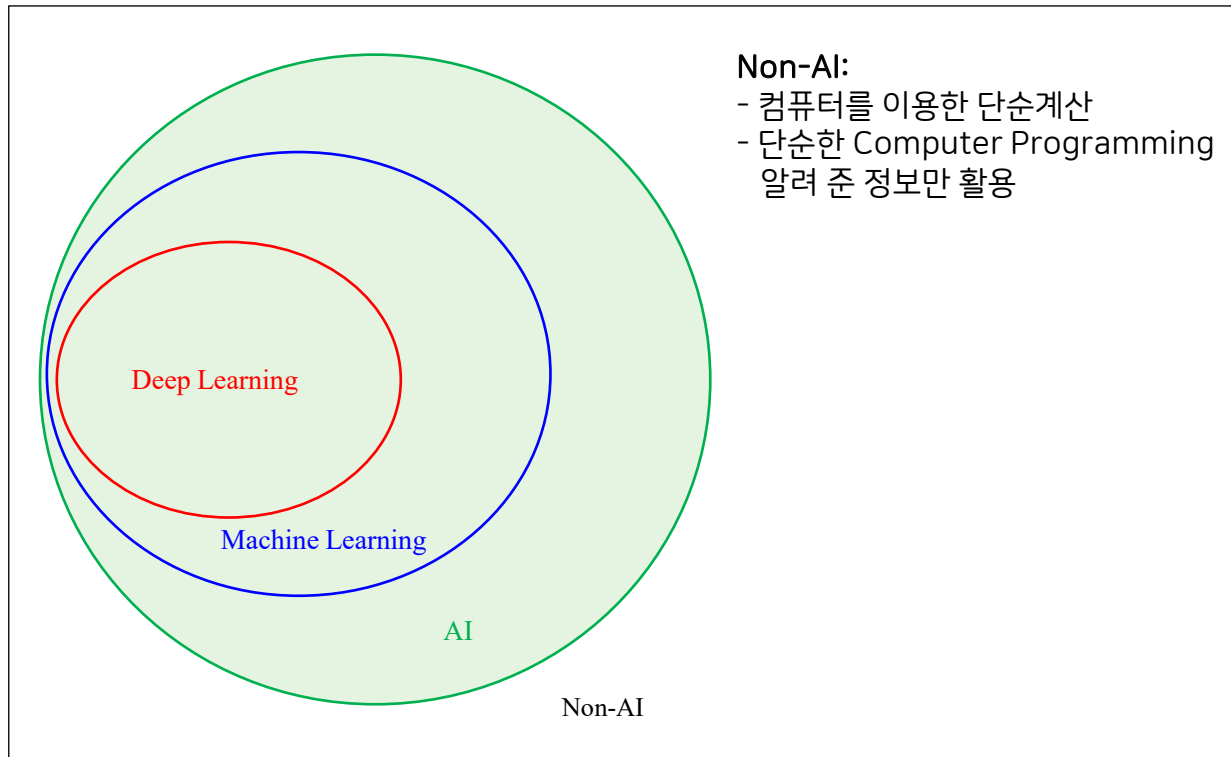 Non-AI:
- 컴퓨터를 이용한 단순계산
- 단순한 Computer Programming
알려 준 정보만 활용
Deep Learning
Machine Learning
AI
Non-AI